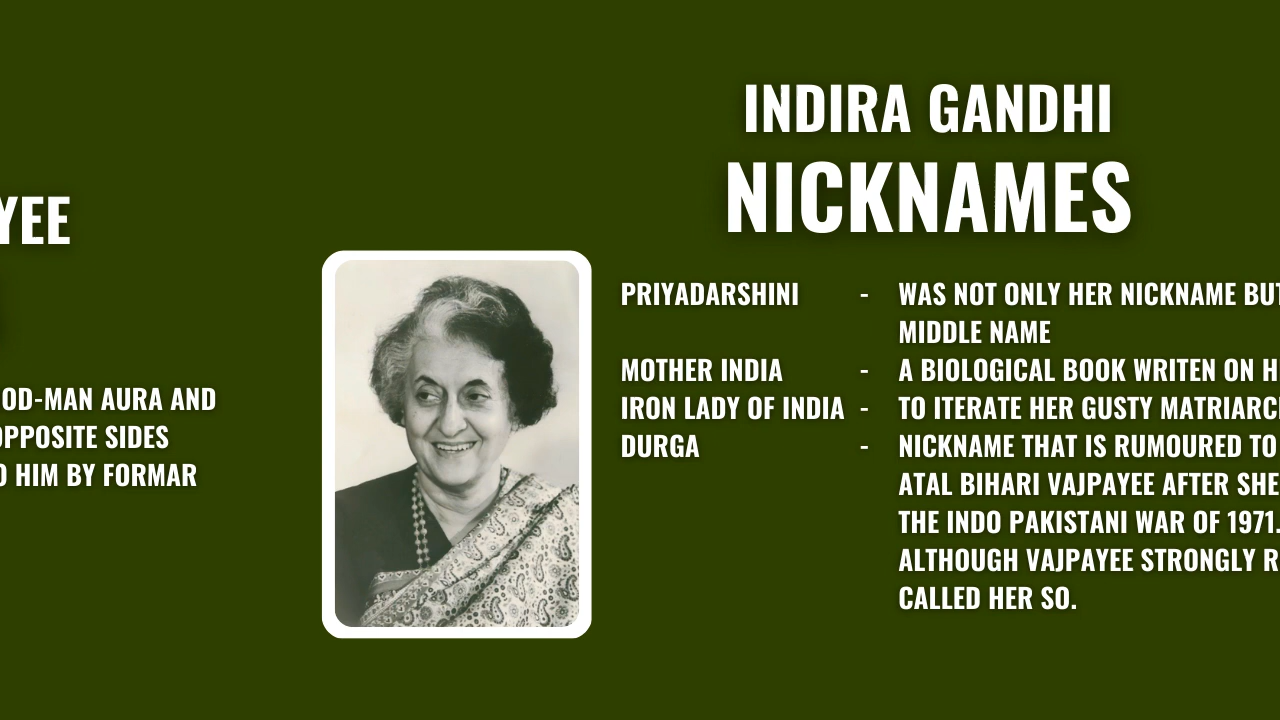 YEE
OD-MAN AURA AND
OPPOSITE SIDES
HIM BY FORMAR
INDIRA GANDHI
NICKNAMES
PRIYADARSHINI - WAS NOT ONLY HER NICKNAME BUT
MIDDLE NAME
MOTHER INDIA - A BIOLOGICAL BOOK WRITEN ON H
IRON LADY OF INDIA - TO ITERATE HER GUSTY MATRIARC
DURGA - NICKNAME THAT IS RUMOURED TO
ATAL BIHARI VAJPAYEE AFTER SHE
THE INDO PAKISTANI WAR OF 1971.
ALTHOUGH VAJPAYEE STRONGLY R
CALLED HER SO.